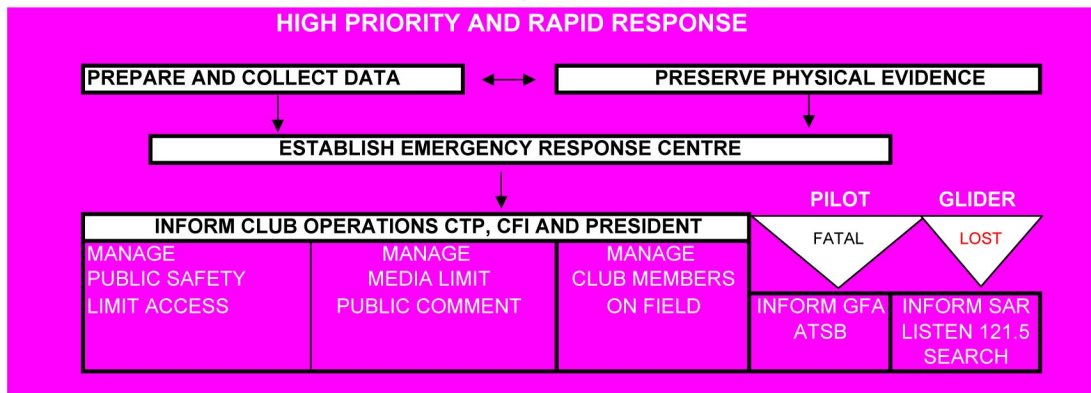 HIGH PRIORITY AND RAPID RESPONSE
PREPARE AND COLLECT DATA
PRESERVE PHYSICAL EVIDENCE
ESTABLISH EMERGENCY RESPONSE CENTRE
PILOT
GLIDER
INFORM CLUB OPERATIONS CTP, CFI AND PRESIDENT
FATAL
LOST
MANAGE
PUBLIC SAFETY
LIMIT ACCESS
MANAGE
MEDIA LIMIT
PUBLIC COMMENT
MANAGE
CLUB MEMBERS
ON FIELD
INFORM GFA
ATSB
INFORM SAR
LISTEN 121.5
SEARCH